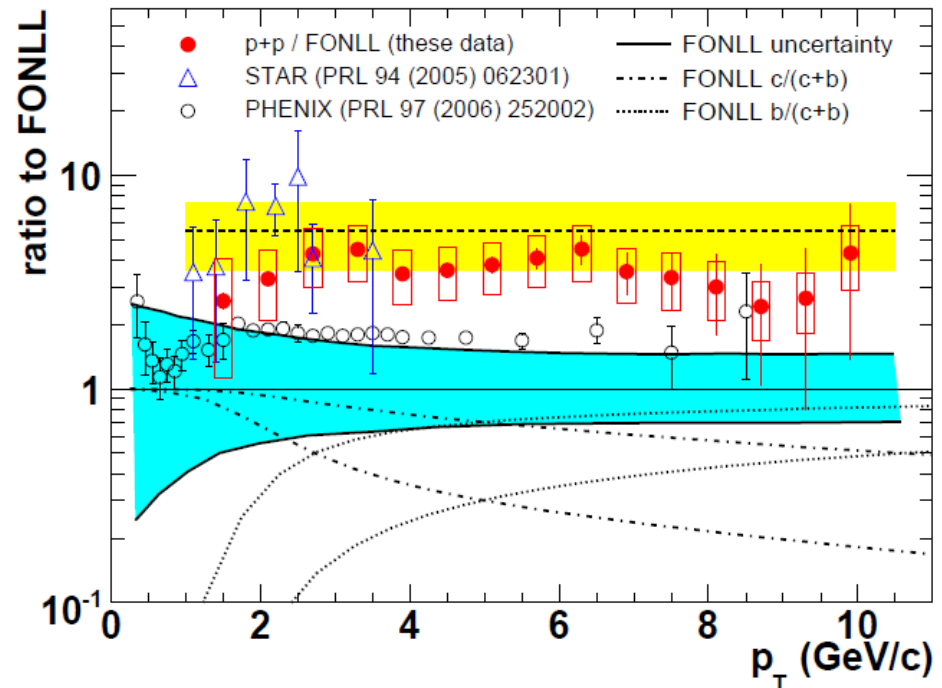 ratio to FONLL
p+p / FONLL (these data)
STAR (PRL 94 (2005) 062301)
PHENIX (PRL 97 (2006) 252002)
FONLL uncertainty
FONLL c/(c+b)
FONLL b/(c+b)
10
1
10-1
0 2 4 6 8 10
pT (GeV/c)